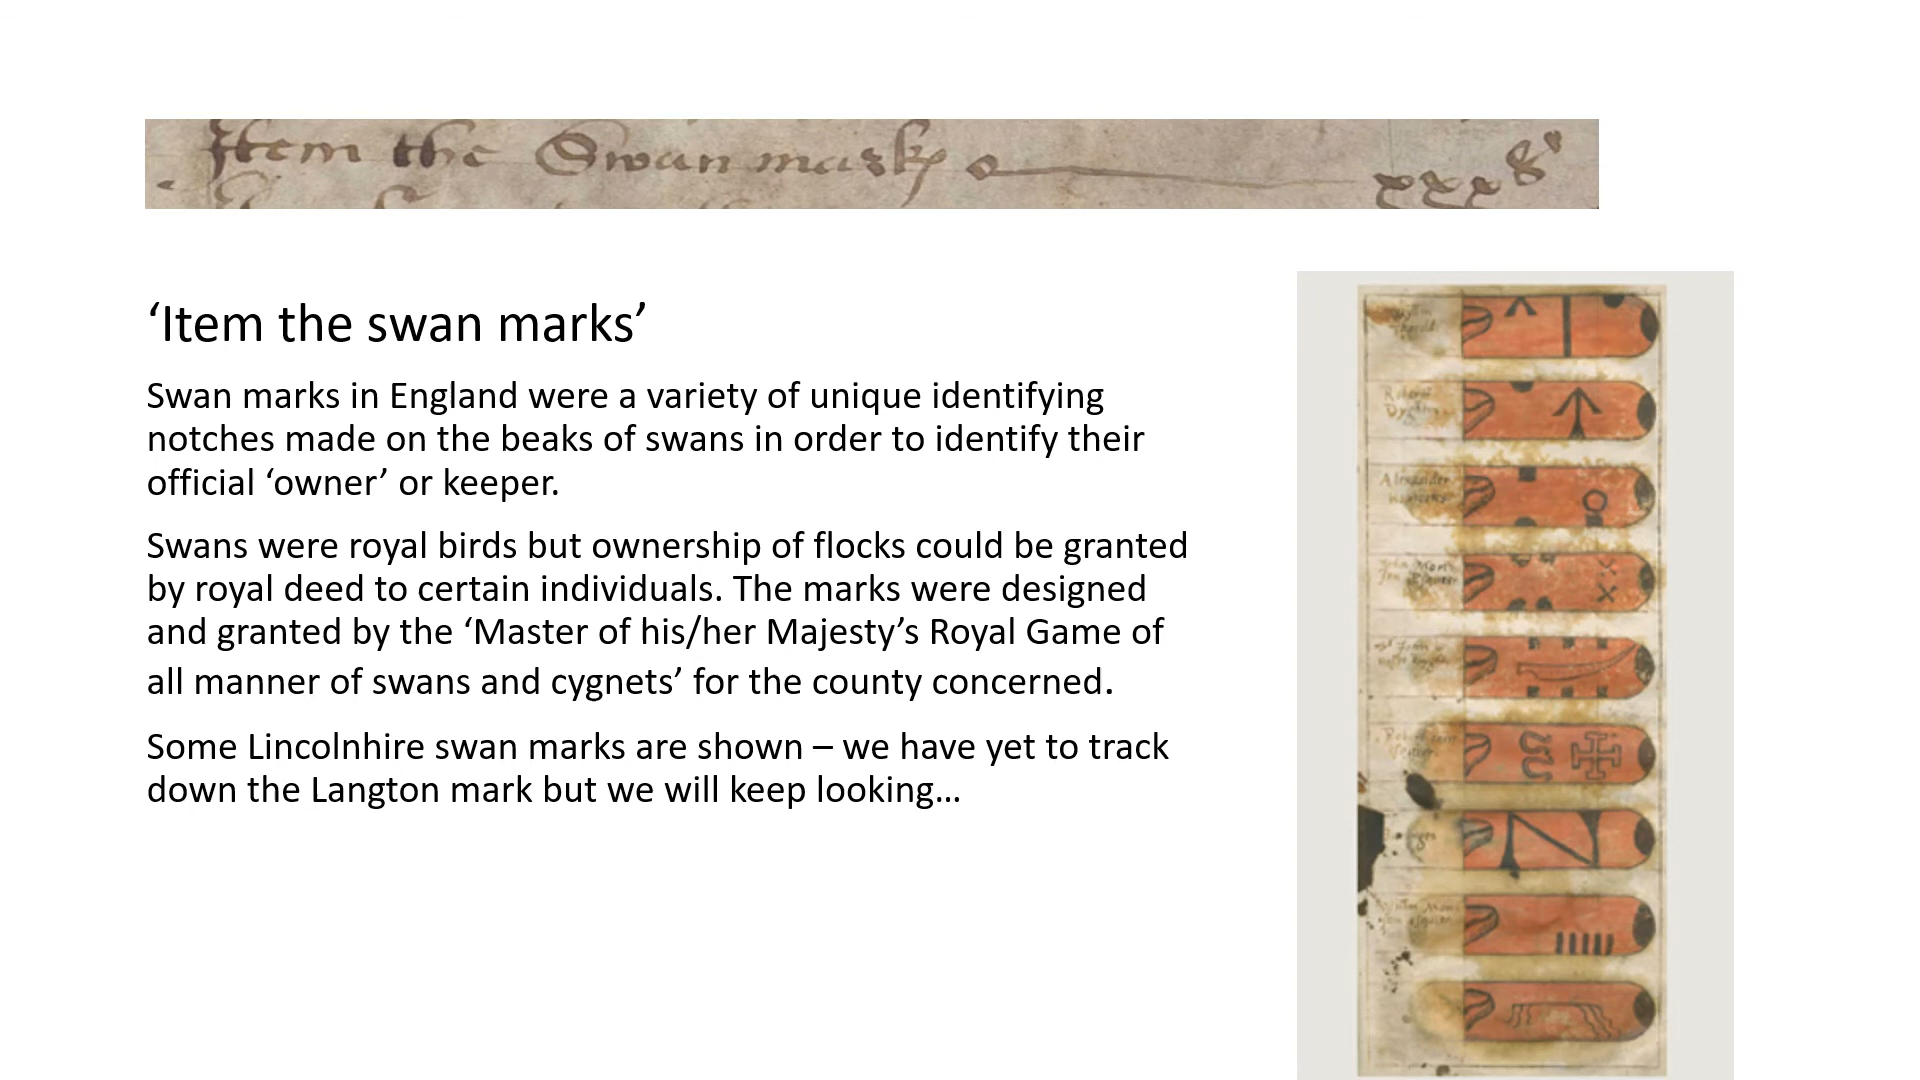 Item the Swan mark
xxx s
‘Item the swan marks’
Swan marks in England were a variety of unique identifying
notches made on the beaks of swans in order to identify their
official ‘owner’ or keeper.
Swans were royal birds but ownership of flocks could be granted
by royal deed to certain individuals. The marks were designed
and granted by the ‘Master of his/her Majesty’s Royal Game of
all manner of swans and cygnets’ for the county concerned.
Some Lincolnhire swan marks are shown – we have yet to track
down the Langton mark but we will keep looking…
Robert
Alexander